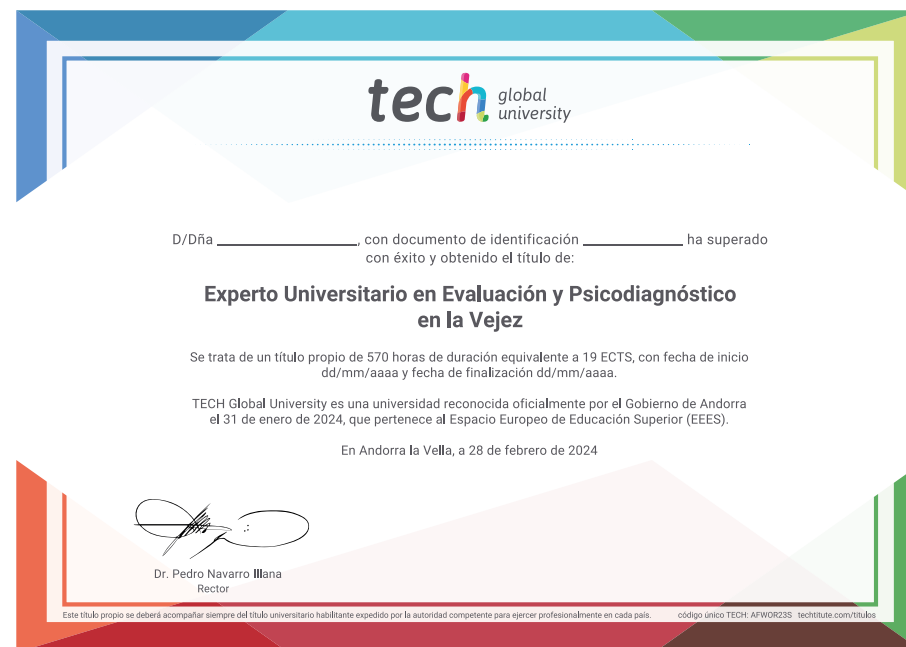 tech global university
D/Dña ______________, con documento de identificación ______________ ha superado
con éxito y obtenido el título de:
Experto Universitario en Evaluación y Psicodiagnóstico
en la Vejez
Se trata de un título propio de 570 horas de duración equivalente a 19 ECTS, con fecha de inicio
dd/mm/aaaa y fecha de finalización dd/mm/aaaa.
TECH Global University es una universidad reconocida oficialmente por el Gobierno de Andorra
el 31 de enero de 2024, que pertenece al Espacio Europeo de Educación Superior (EEES).
En Andorra la Vella, a 28 de febrero de 2024
Dr. Pedro Navarro Illana
Rector
Este título propio se deberá acompañar siempre del título universitario habilitante expedido por la autoridad competente para ejercer profesionalmente en cada país. código único TECH: AFWOR23S techtitute.com/titulos